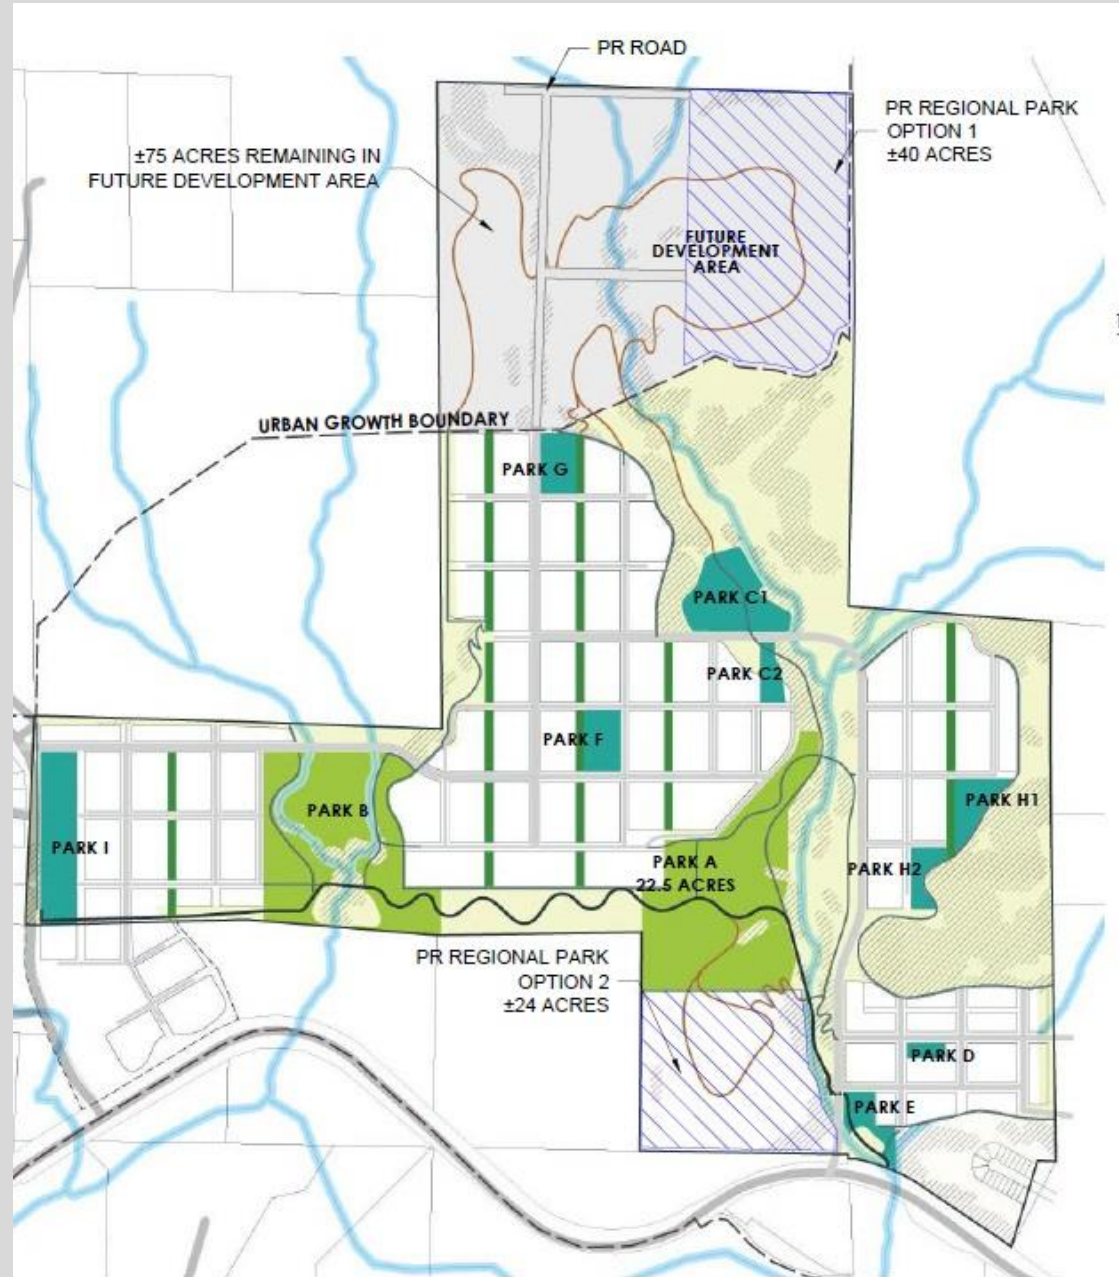 PR ROAD
PR REGIONAL PARK
OPTION 1
±40 ACRES
±75 ACRES REMAINING IN
FUTURE DEVELOPMENT AREA
FUTURE
DEVELOPMENT
AREA
URBAN GROWTH BOUNDARY
PARK G
PARK C1
PARK C2
PARK F
PARK B
PARK H1
PARK I
PARK A
22.5 ACRES
PARK H2
PR REGIONAL PARK
OPTION 2
±24 ACRES
PARK D
PARK E